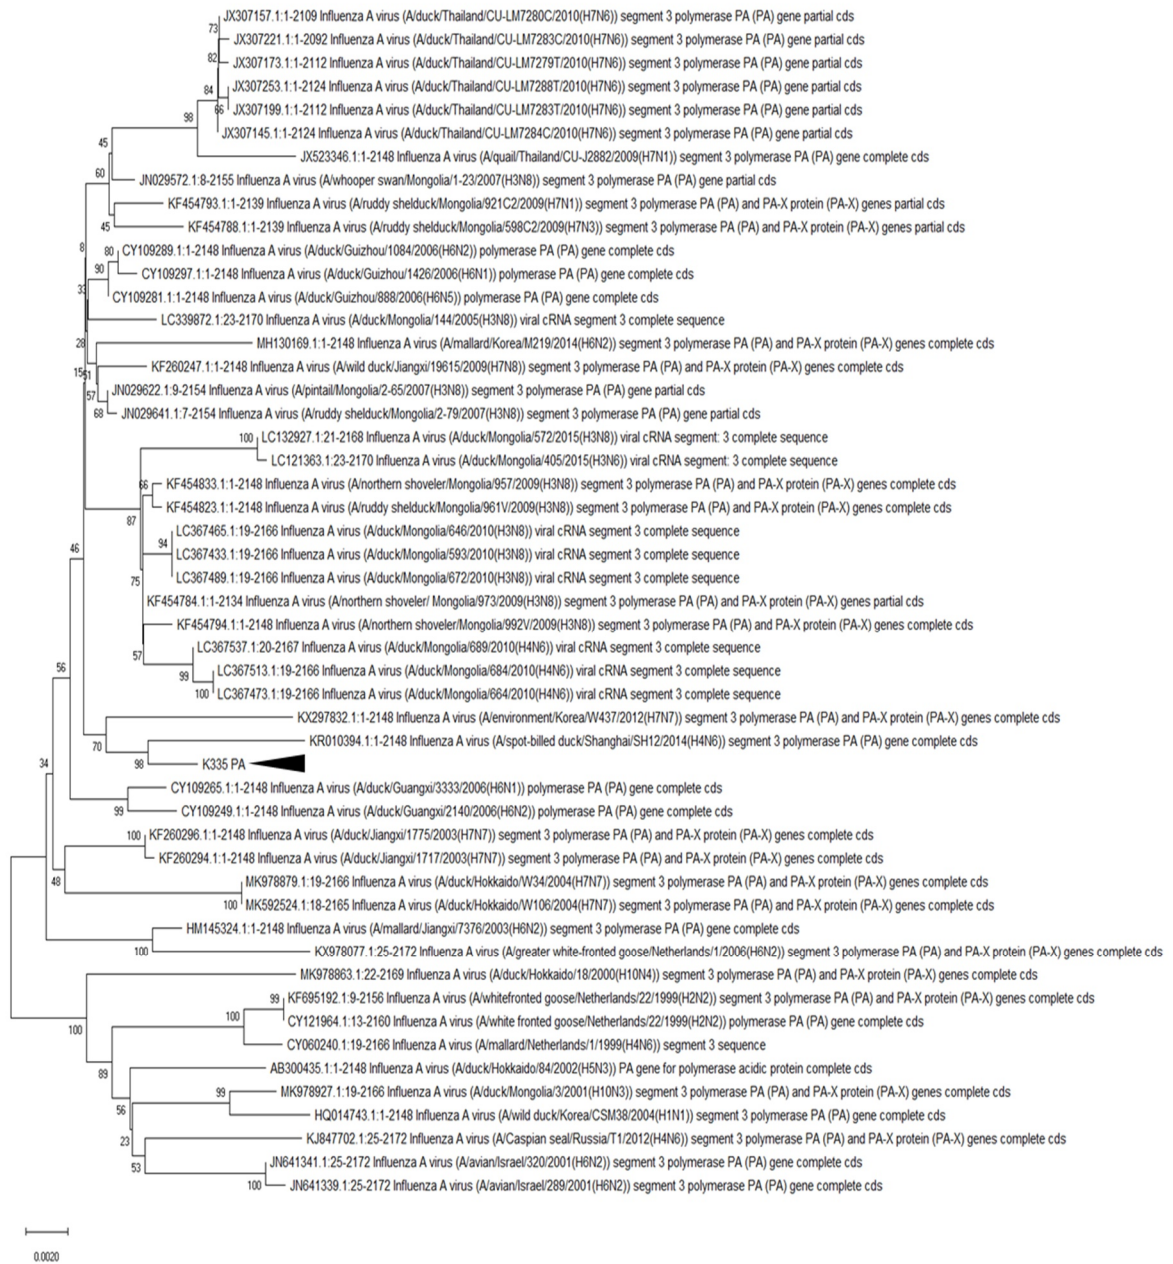 JX307157.1:1-2109 Influenza A virus (A/duck/Thailand/CU-LM7280C/2010(H7N6)) segment 3 polymerase PA (PA) gene partial cds
73
JX307221.1:1-2092 Influenza A virus (A/duck/Thailand/CU-LM7283C/2010(H7N6)) segment 3 polymerase PA (PA) gene partial cds
82
JX307173.1:1-2112 Influenza A virus (A/duck/Thailand/CU-LM7279T/2010(H7N6)) segment 3 polymerase PA (PA) gene partial cds
84
JX307253.1:1-2124 Influenza A virus (A/duck/Thailand/CU-LM7288T/2010(H7N6)) segment 3 polymerase PA (PA) gene partial cds
66
JX307199.1:1-2112 Influenza A virus (A/duck/Thailand/CU-LM7283T/2010(H7N6)) segment 3 polymerase PA (PA) gene partial cds
98
JX307145.1:1-2124 Influenza A virus (A/duck/Thailand/CU-LM7284C/2010(H7N6)) segment 3 polymerase PA (PA) gene partial cds
45
JX523346.1:1-2148 Influenza A virus (A/quail/Thailand/CU-J2882/2009(H7N1)) segment 3 polymerase PA (PA) gene complete cds
60
JN029572.1:8-2155 Influenza A virus (A/whooper swan/Mongolia/1-23/2007(H3N8)) segment 3 polymerase PA (PA) gene partial cds
KF454793.1:1-2139 Influenza A virus (A/ruddy shelduck/Mongolia/921C2/2009(H7N1)) segment 3 polymerase PA (PA) and PA-X protein (PA-X) genes partial cds
45
KF454788.1:1-2139 Influenza A virus (A/ruddy shelduck/Mongolia/598C2/2009(H7N3)) segment 3 polymerase PA (PA) and PA-X protein (PA-X) genes partial cds
8
80
CY109289.1:1-2148 Influenza A virus (A/duck/Guizhou/1084/2006(H6N2)) polymerase PA (PA) gene complete cds
90
CY109297.1:1-2148 Influenza A virus (A/duck/Guizhou/1426/2006(H6N1)) polymerase PA (PA) gene complete cds
33
CY109281.1:1-2148 Influenza A virus (A/duck/Guizhou/888/2006(H6N5)) polymerase PA (PA) gene complete cds
LC339872.1:23-2170 Influenza A virus (A/duck/Mongolia/144/2005(H3N8)) viral cRNA segment 3 complete sequence
28
MH130169.1:1-2148 Influenza A virus (A/mallard/Korea/M219/2014(H6N2)) segment 3 polymerase PA (PA) and PA-X protein (PA-X) genes complete cds
15
51
KF260247.1:1-2148 Influenza A virus (A/wild duck/Jiangxi/19615/2009(H7N8)) segment 3 polymerase PA (PA) and PA-X protein (PA-X) genes complete cds
57
JN029622.1:9-2154 Influenza A virus (A/pintail/Mongolia/2-65/2007(H3N8)) segment 3 polymerase PA (PA) gene partial cds
68
JN029641.1:7-2154 Influenza A virus (A/ruddy shelduck/Mongolia/2-79/2007(H3N8)) segment 3 polymerase PA (PA) gene partial cds
100
LC132927.1:21-2168 Influenza A virus (A/duck/Mongolia/572/2015(H3N8)) viral cRNA segment: 3 complete sequence
LC121363.1:23-2170 Influenza A virus (A/duck/Mongolia/405/2015(H3N6)) viral cRNA segment: 3 complete sequence
66
KF454833.1:1-2148 Influenza A virus (A/northern shoveler/Mongolia/957/2009(H3N8)) segment 3 polymerase PA (PA) and PA-X protein (PA-X) genes complete cds
KF454823.1:1-2148 Influenza A virus (A/ruddy shelduck/Mongolia/961V/2009(H3N8)) segment 3 polymerase PA (PA) and PA-X protein (PA-X) genes complete cds
87
LC367465.1:19-2166 Influenza A virus (A/duck/Mongolia/646/2010(H3N8)) viral cRNA segment 3 complete sequence
94
46
LC367433.1:19-2166 Influenza A virus (A/duck/Mongolia/593/2010(H3N8)) viral cRNA segment 3 complete sequence
75
LC367489.1:19-2166 Influenza A virus (A/duck/Mongolia/672/2010(H3N8)) viral cRNA segment 3 complete sequence
KF454784.1:1-2134 Influenza A virus (A/northern shoveler/ Mongolia/973/2009(H3N8)) segment 3 polymerase PA (PA) and PA-X protein (PA-X) genes partial cds
KF454794.1:1-2148 Influenza A virus (A/northern shoveler/Mongolia/992V/2009(H3N8)) segment 3 polymerase PA (PA) and PA-X protein (PA-X) genes complete cds
57
LC367537.1:20-2167 Influenza A virus (A/duck/Mongolia/689/2010(H4N6)) viral cRNA segment 3 complete sequence
56
99
LC367513.1:19-2166 Influenza A virus (A/duck/Mongolia/684/2010(H4N6)) viral cRNA segment 3 complete sequence
100
LC367473.1:19-2166 Influenza A virus (A/duck/Mongolia/664/2010(H4N6)) viral cRNA segment 3 complete sequence
KX297832.1:1-2148 Influenza A virus (A/environment/Korea/W437/2012(H7N7)) segment 3 polymerase PA (PA) and PA-X protein (PA-X) genes complete cds
70
KR010394.1:1-2148 Influenza A virus (A/spot-billed duck/Shanghai/SH12/2014(H4N6)) segment 3 polymerase PA (PA) gene complete cds
34
98
K335 PA
CY109265.1:1-2148 Influenza A virus (A/duck/Guangxi/3333/2006(H6N1)) polymerase PA (PA) gene complete cds
99
CY109249.1:1-2148 Influenza A virus (A/duck/Guangxi/2140/2006(H6N2)) polymerase PA (PA) gene complete cds
100
KF260296.1:1-2148 Influenza A virus (A/duck/Jiangxi/1775/2003(H7N7)) segment 3 polymerase PA (PA) and PA-X protein (PA-X) genes complete cds
KF260294.1:1-2148 Influenza A virus (A/duck/Jiangxi/1717/2003(H7N7)) segment 3 polymerase PA (PA) and PA-X protein (PA-X) genes complete cds
48
MK978879.1:19-2166 Influenza A virus (A/duck/Hokkaido/W34/2004(H7N7)) segment 3 polymerase PA (PA) and PA-X protein (PA-X) genes complete cds
100
MK592524.1:18-2165 Influenza A virus (A/duck/Hokkaido/W106/2004(H7N7)) segment 3 polymerase PA (PA) and PA-X protein (PA-X) genes complete cds
HM145324.1:1-2148 Influenza A virus (A/mallard/Jiangxi/7376/2003(H6N2)) segment 3 polymerase PA (PA) gene complete cds
100
KX978077.1:25-2172 Influenza A virus (A/greater white-fronted goose/Netherlands/1/2006(H6N2)) segment 3 polymerase PA (PA) and PA-X protein (PA-X) genes complete cds
MK978863.1:22-2169 Influenza A virus (A/duck/Hokkaido/18/2000(H10N4)) segment 3 polymerase PA (PA) and PA-X protein (PA-X) genes complete cds
99
KF695192.1:9-2156 Influenza A virus (A/whitefronted goose/Netherlands/22/1999(H2N2)) segment 3 polymerase PA (PA) and PA-X protein (PA-X) genes complete cds
100
100
CY121964.1:13-2160 Influenza A virus (A/white fronted goose/Netherlands/22/1999(H2N2)) polymerase PA (PA) gene complete cds
CY060240.1:19-2166 Influenza A virus (A/mallard/Netherlands/1/1999(H4N6)) segment 3 sequence
89
AB300435.1:1-2148 Influenza A virus (A/duck/Hokkaido/84/2002(H5N3)) PA gene for polymerase acidic protein complete cds
99
MK978927.1:19-2166 Influenza A virus (A/duck/Mongolia/3/2001(H10N3)) segment 3 polymerase PA (PA) and PA-X protein (PA-X) genes complete cds
56
HQ014743.1:1-2148 Influenza A virus (A/wild duck/Korea/CSM38/2004(H1N1)) segment 3 polymerase PA (PA) gene complete cds
23
KJ847702.1:25-2172 Influenza A virus (A/Caspian seal/Russia/T1/2012(H4N6)) segment 3 polymerase PA (PA) and PA-X protein (PA-X) genes complete cds
53
JN641341.1:25-2172 Influenza A virus (A/avian/Israel/320/2001(H6N2)) segment 3 polymerase PA (PA) gene complete cds
100
JN641339.1:25-2172 Influenza A virus (A/avian/Israel/289/2001(H6N2)) segment 3 polymerase PA (PA) gene complete cds
0.0020